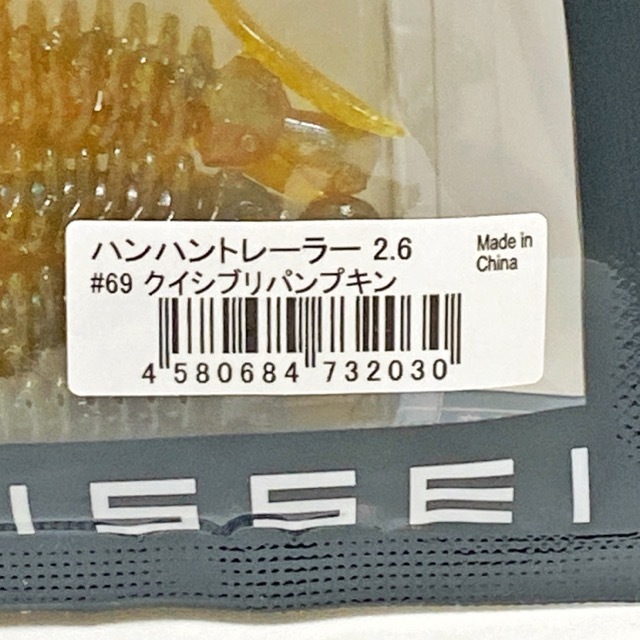 ハンハントレーラー 2.6
#69 クイシブリパンプキン
Made in
China
4 580684 732030
ISSEI